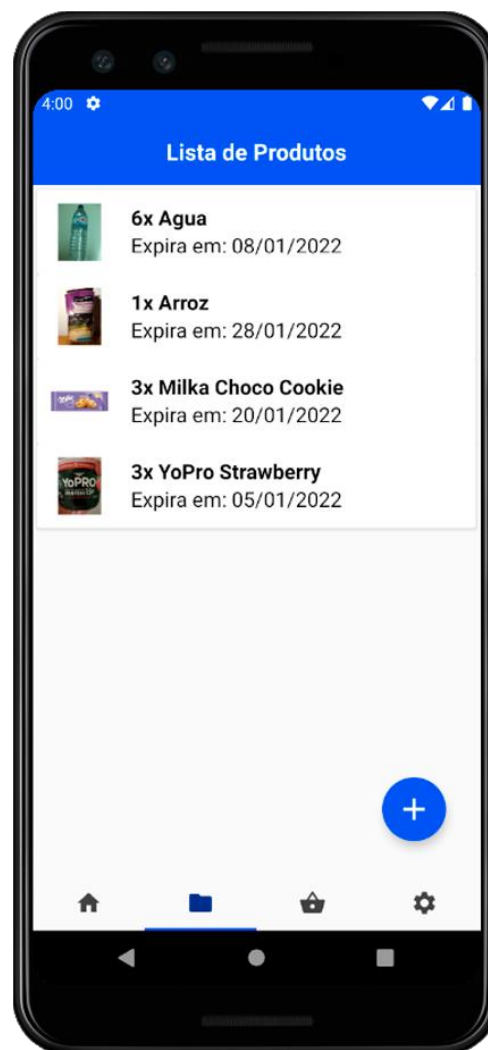 4:00
Lista de Produtos
6x Agua
Expira em: 08/01/2022
1x Arroz
Expira em: 28/01/2022
3x Milka Choco Cookie
Expira em: 20/01/2022
YoPRO
3x YoPro Strawberry
Expira em: 05/01/2022